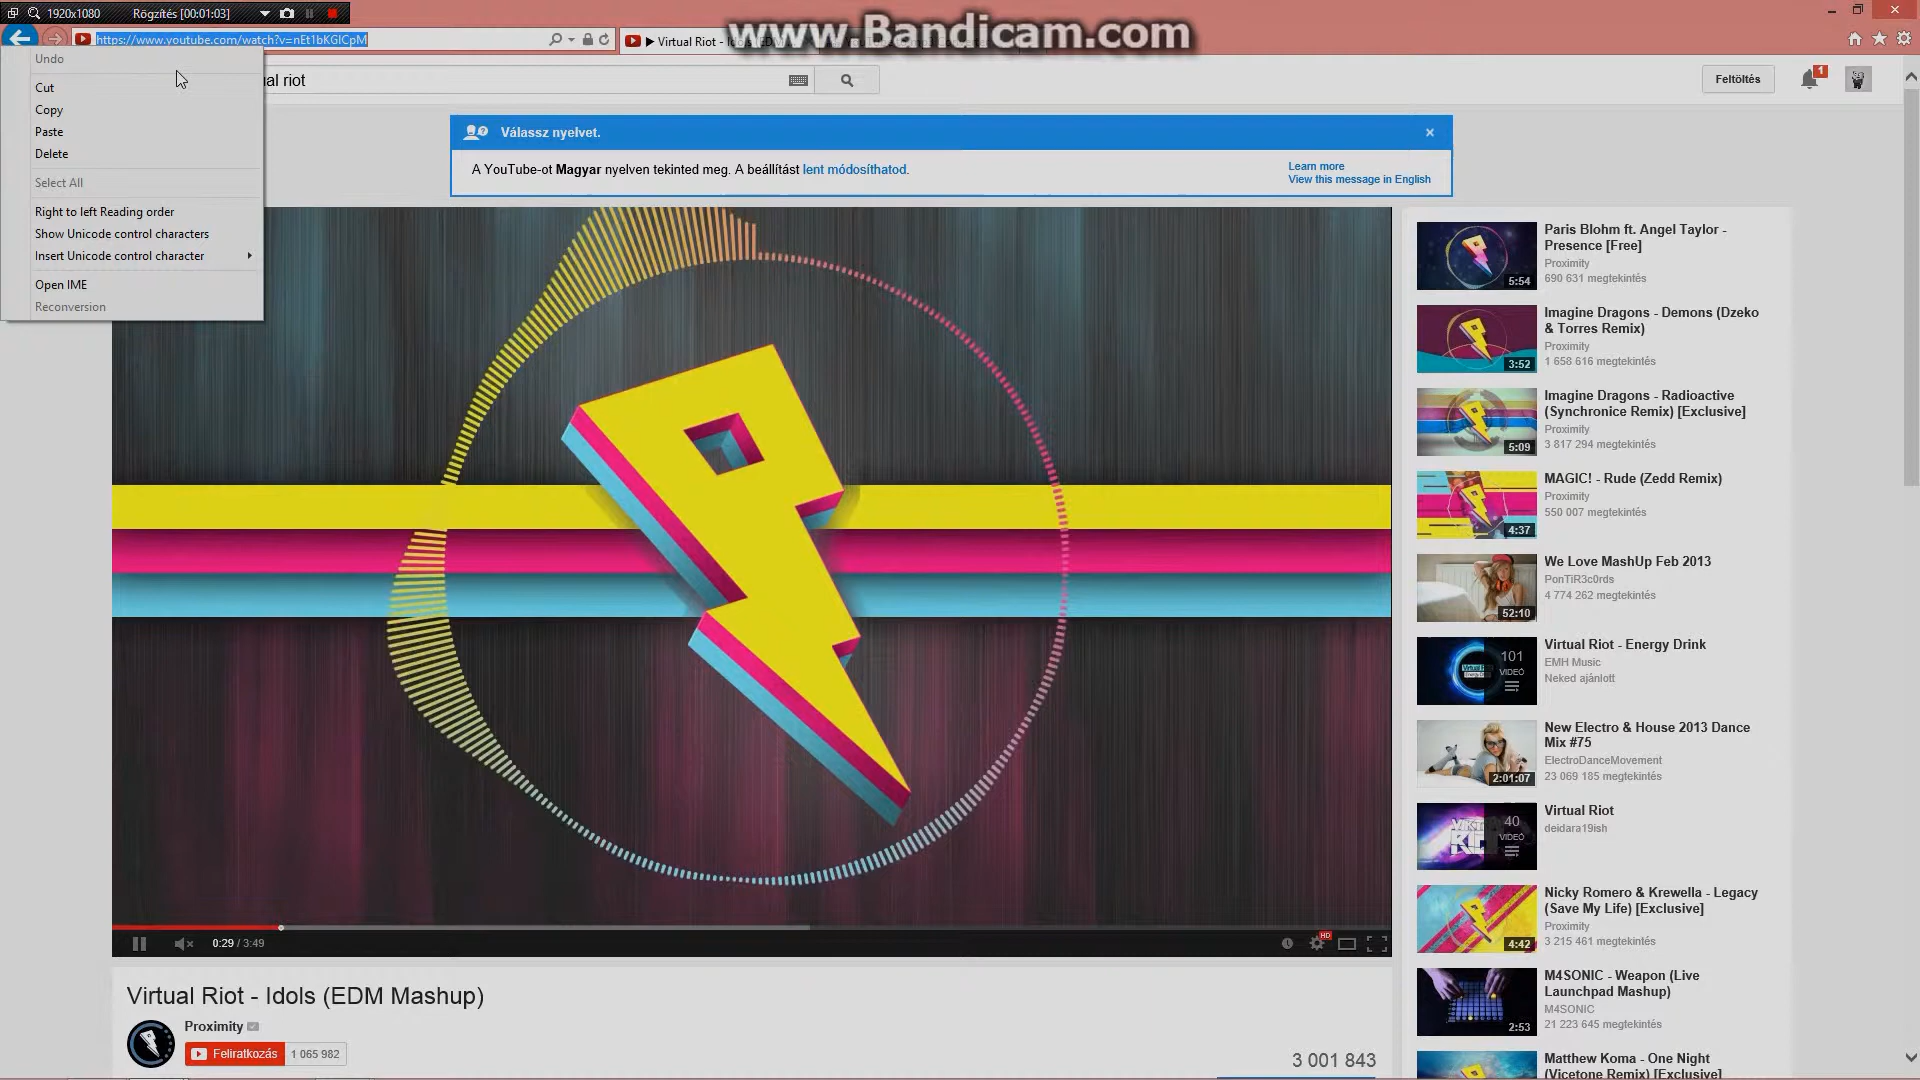 1920x1080
Rögzítés [00:01:03]
www.Bandicam.com
https://www.youtube.com/watch?v=nEt1bKGlCpM
Virtual Riot - Idols (EDM
Undo
Cut
Copy
Paste
Delete
Select All
Right to left Reading order
Show Unicode control characters
Insert Unicode control character
Open IME
Reconversion
ual riot
Feltöltés
1
Válassz nyelvet.
A YouTube-ot Magyar nyelven tekinted meg. A beállítást lent módosíthatod.
Learn more
View this message in English
0:29 / 3:49
HD
Virtual Riot - Idols (EDM Mashup)
Proximity
Feliratkozás
1 065 982
3 001 843
5:54
Paris Blohm ft. Angel Taylor -
Presence [Free]
Proximity
690 631 megtekintés
3:52
Imagine Dragons - Demons (Dzeko
& Torres Remix)
Proximity
1 658 616 megtekintés
5:09
Imagine Dragons - Radioactive
(Synchronice Remix) [Exclusive]
Proximity
3 817 294 megtekintés
4:37
MAGIC! - Rude (Zedd Remix)
Proximity
550 007 megtekintés
52:10
We Love MashUp Feb 2013
PonTiR3c0rds
4 774 262 megtekintés
101
VIDEÓ
Virtual Riot - Energy Drink
EMH Music
Neked ajánlott
2:01:07
New Electro & House 2013 Dance
Mix #75
ElectroDanceMovement
23 069 185 megtekintés
40
VIDEÓ
Virtual Riot
deidara19ish
4:42
Nicky Romero & Krewella - Legacy
(Save My Life) [Exclusive]
Proximity
3 215 461 megtekintés
2:53
M4SONIC - Weapon (Live
Launchpad Mashup)
M4SONIC
21 223 645 megtekintés
Matthew Koma - One Night
(Vicetone Remix) [Exclusive]